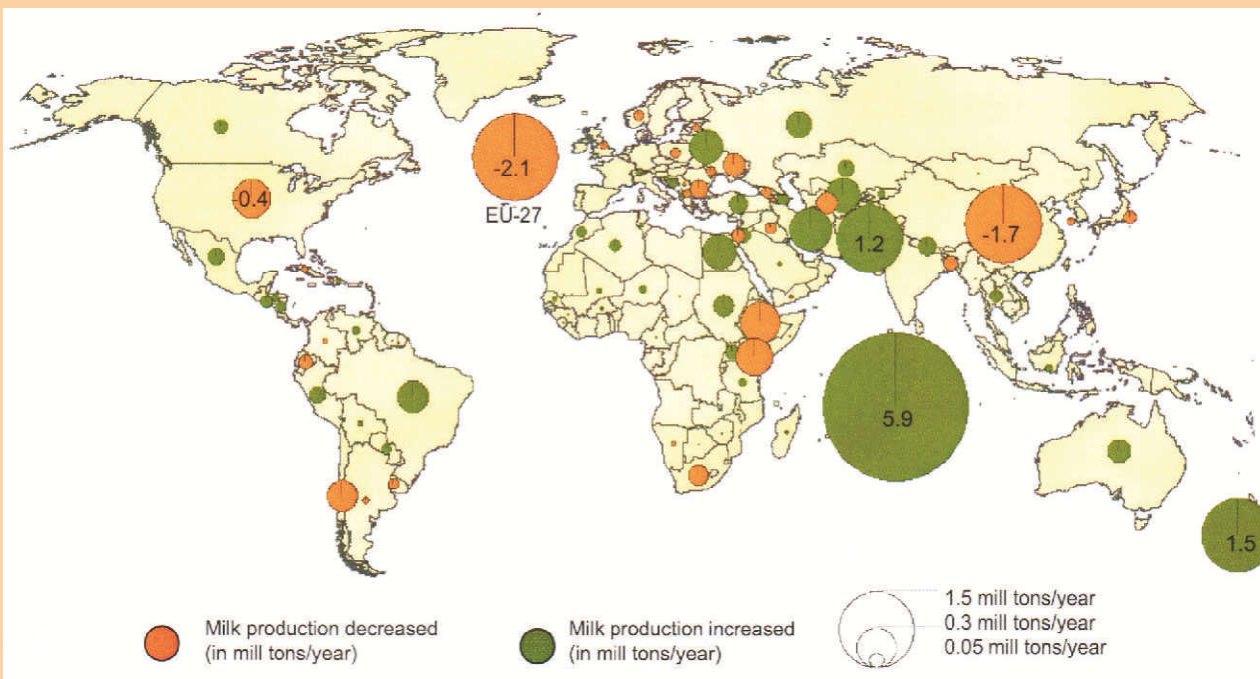 -2.1
-0.4
EU-27
1.2
-1.7
5.9
1.5
Milk production decreased
(in mill tons/year)
Milk production increased
(in mill tons/year)
1.5 mill tons/year
0.3 mill tons/year
0.05 mill tons/year